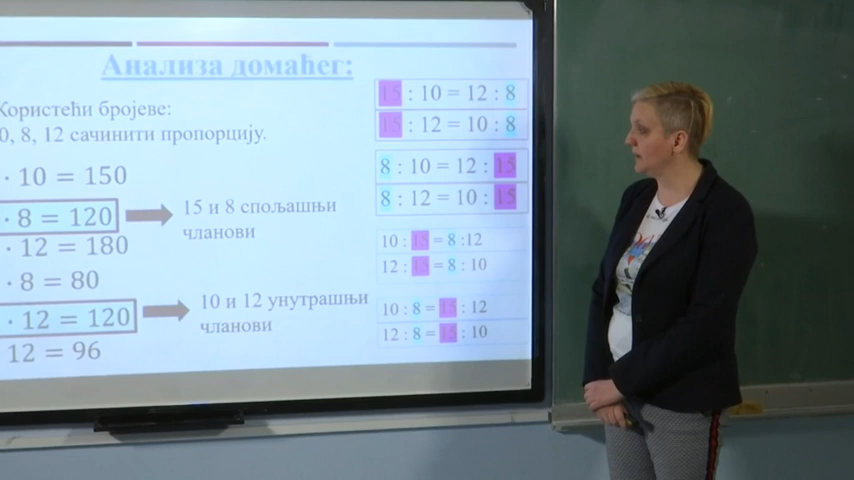 Анализа домаћег:
Користећи бројеве:
0, 8, 12 сачинити пропорцију.
· 10 = 150
· 8 = 120
15 и 8 спољашњи
чланови
· 12 = 180
· 8 = 80
· 12 = 120
10 и 12 унутрашњи
чланови
12 = 96
15 : 10 = 12 : 8
15 : 12 = 10 : 8
8 : 10 = 12 : 15
8 : 12 = 10 : 15
10 : 15 = 8 :12
12 : 15 = 8 : 10
10 : 8 = 15 : 12
12 : 8 = 15 : 10